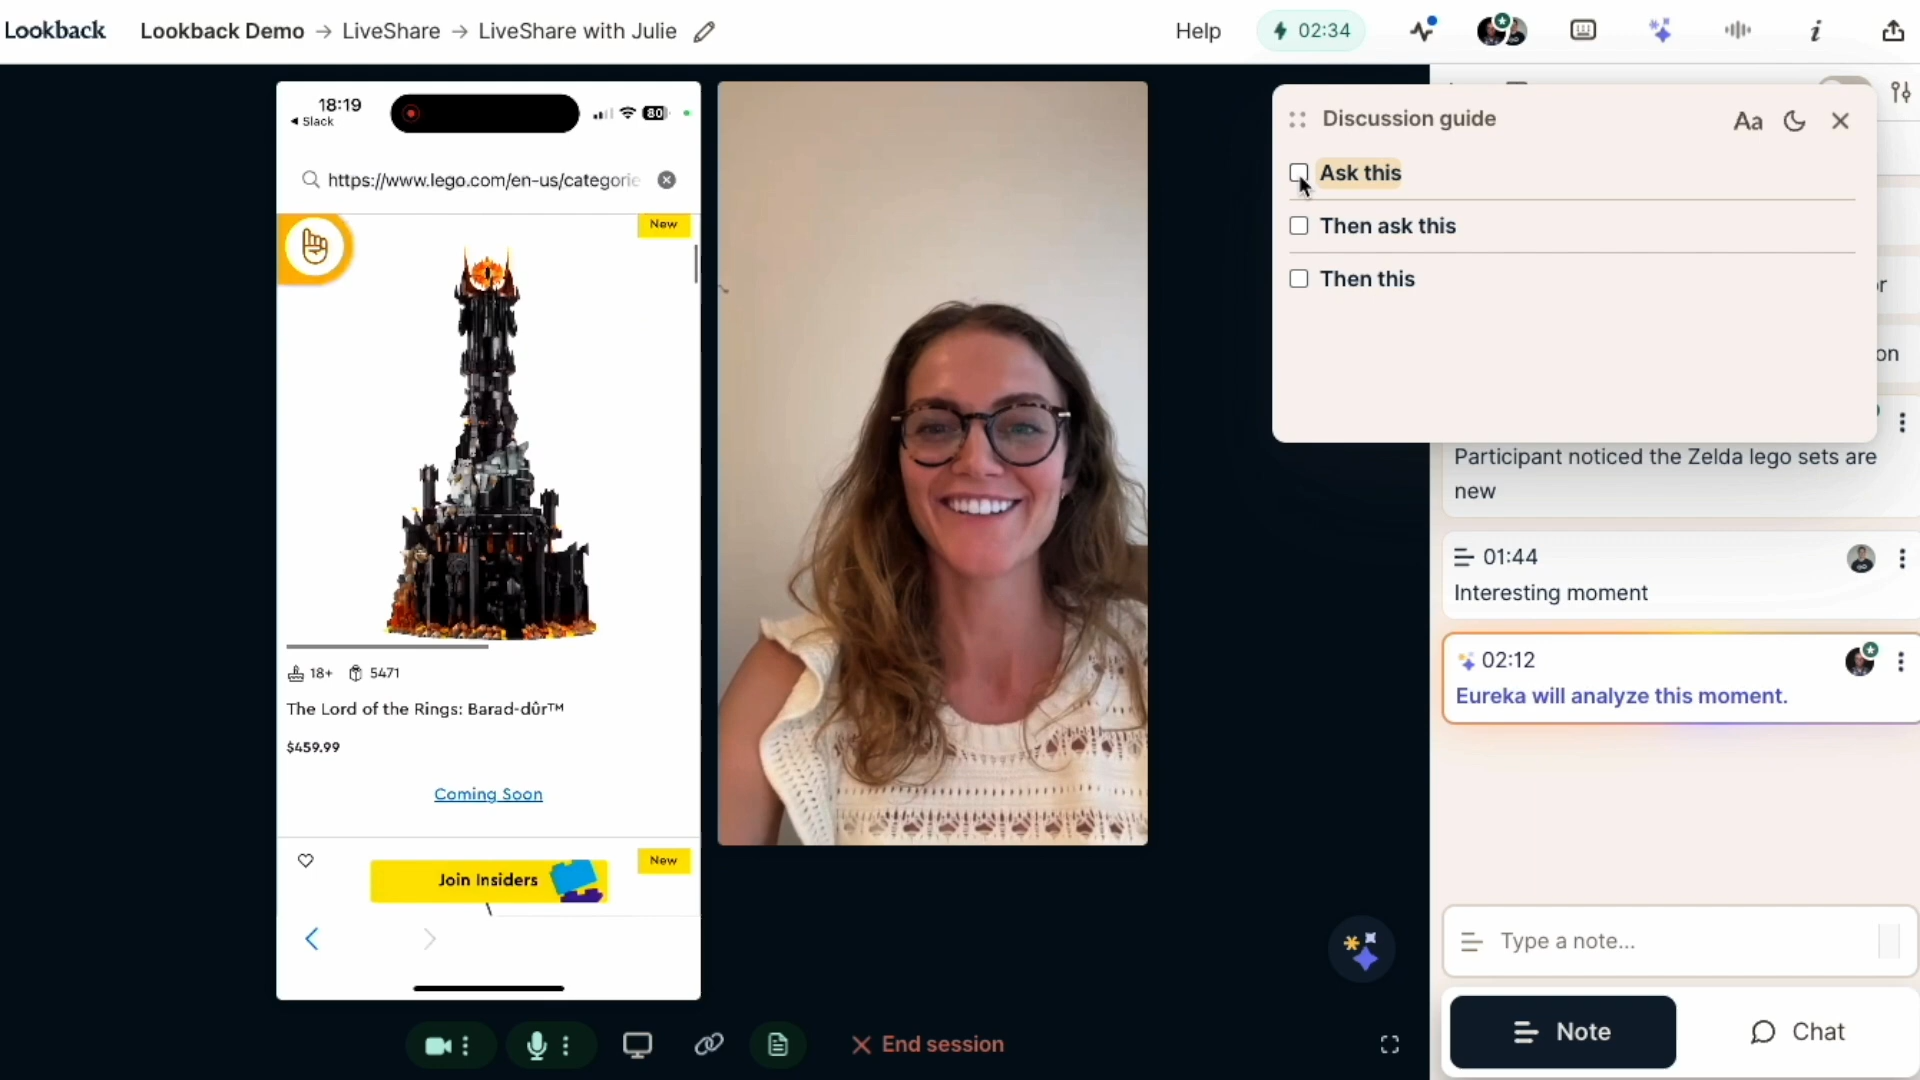 Lookback
Lookback Demo → LiveShare → LiveShare with Julie
Help
02:34
18:19
Slack
80
https://www.lego.com/en-us/categorie
New
18+ 5471
The Lord of the Rings: Barad-dûr™
$459.99
Coming Soon
New
Join Insiders
Discussion guide
Aa
Ask this
Then ask this
Then this
on
Participant noticed the Zelda lego sets are
new
01:44
Interesting moment
02:12
Eureka will analyze this moment.
Type a note...
Note
Chat
End session